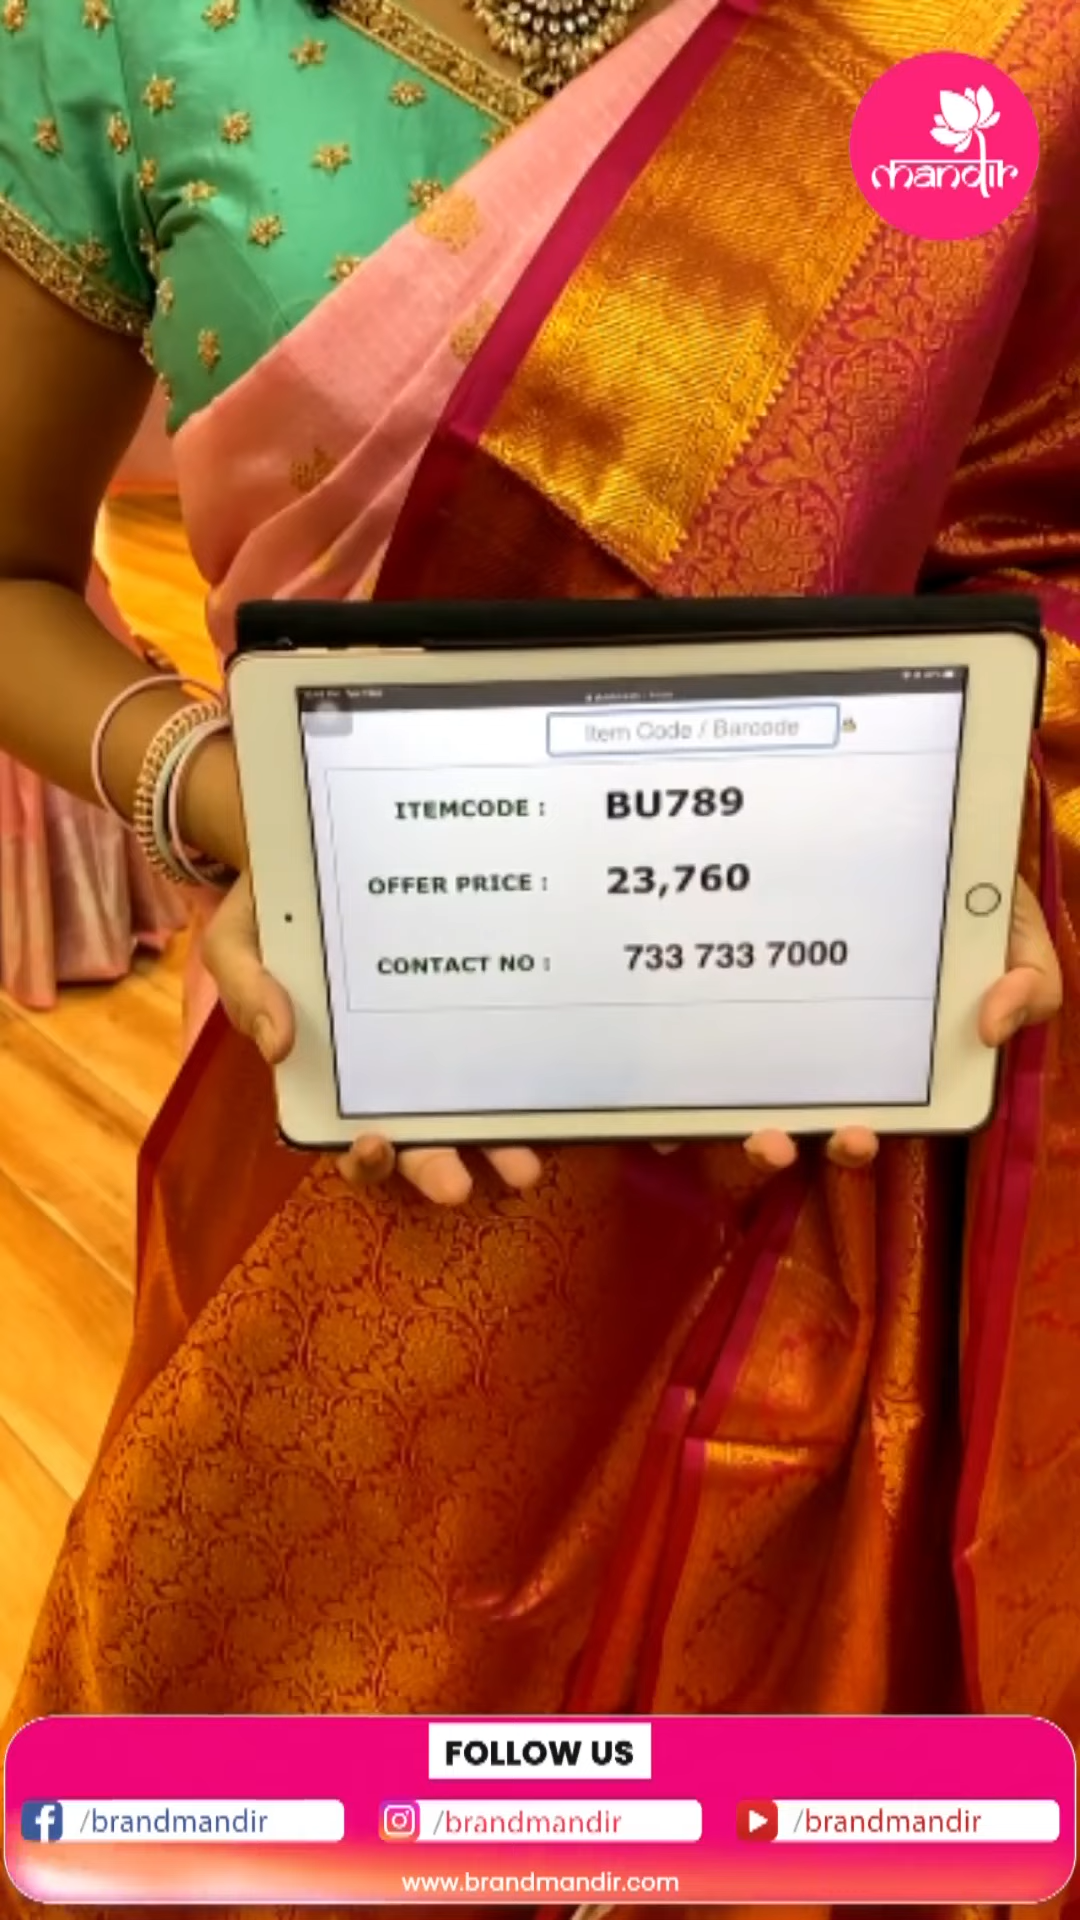 mandir
Item Code / Barcode
ITEMCODE : BU789
OFFER PRICE : 23,760
CONTACT NO : 733 733 7000
FOLLOW US
/brandmandir /brandmandir /brandmandir
www.brandmandir.com